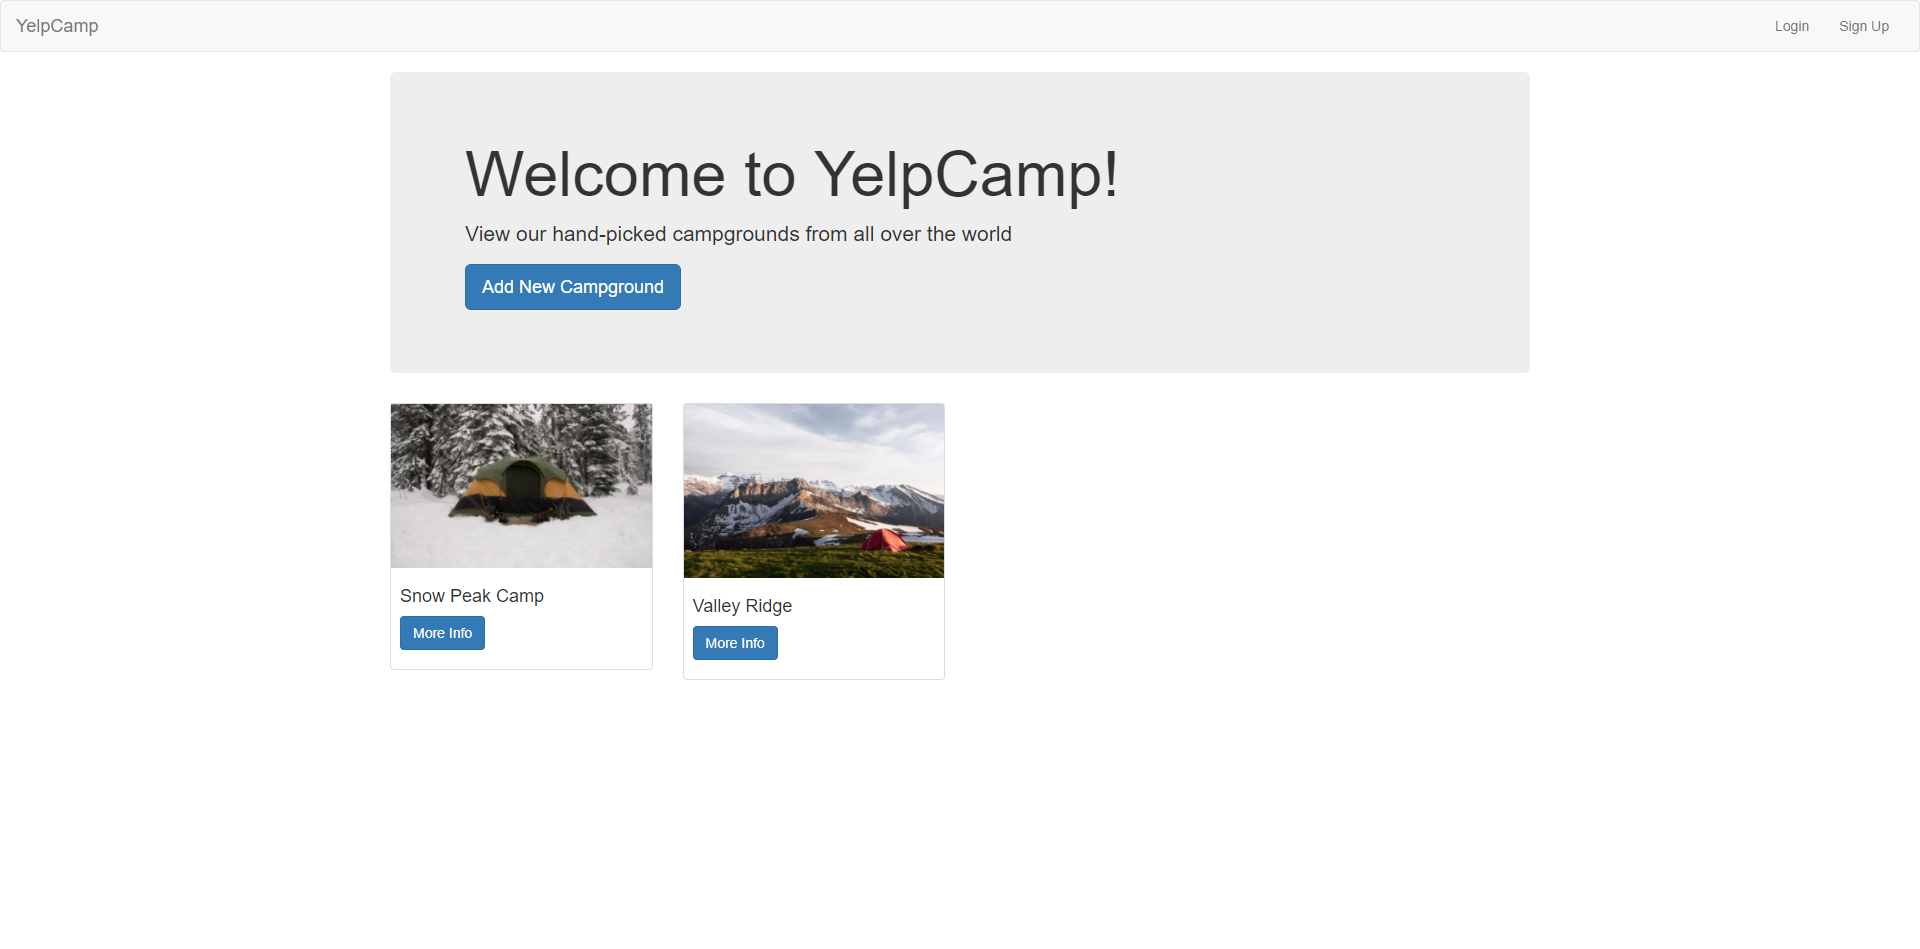 YelpCamp
Login
Sign Up
Welcome to YelpCamp!
View our hand-picked campgrounds from all over the world
Add New Campground
Snow Peak Camp
More Info
Valley Ridge
More Info